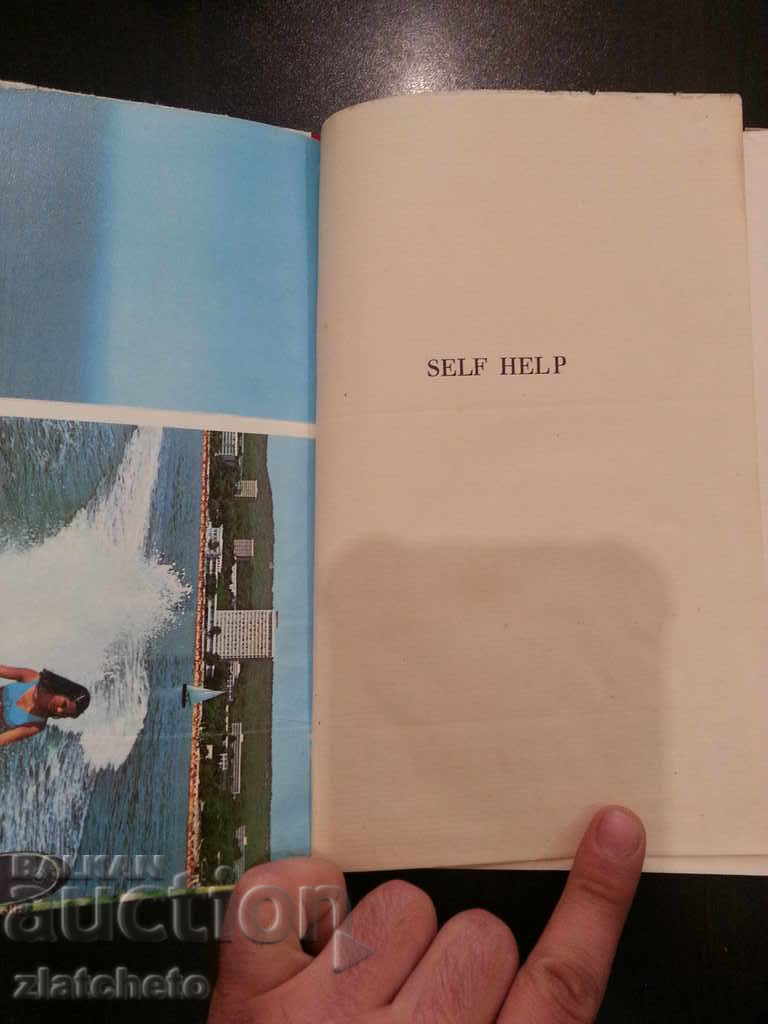 SELF HELP
BALKAN
auction
zlatcheto